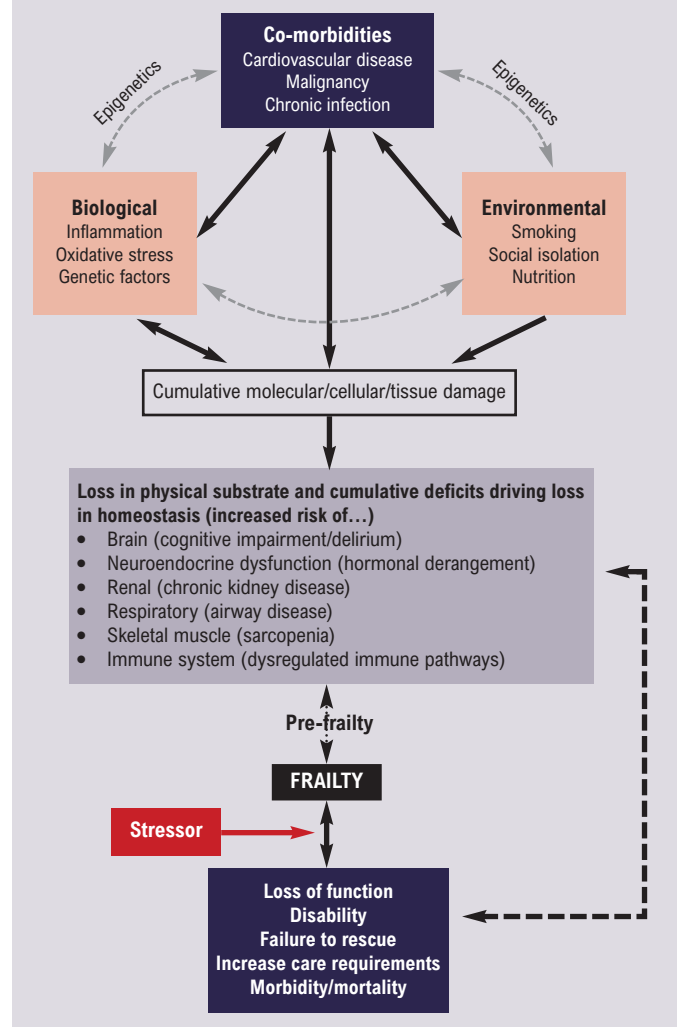 Co-morbidities
Cardiovascular disease
Malignancy
Chronic infection
Epigenetics
Epigenetics
Biological
Inflammation
Oxidative stress
Genetic factors
Environmental
Smoking
Social isolation
Nutrition
Cumulative molecular/cellular/tissue damage
Loss in physical substrate and cumulative deficits driving loss
in homeostasis (increased risk of…)
• Brain (cognitive impairment/delirium)
• Neuroendocrine dysfunction (hormonal derangement)
• Renal (chronic kidney disease)
• Respiratory (airway disease)
• Skeletal muscle (sarcopenia)
• Immune system (dysregulated immune pathways)
Pre-frailty
FRAILTY
Stressor
Loss of function
Disability
Failure to rescue
Increase care requirements
Morbidity/mortality